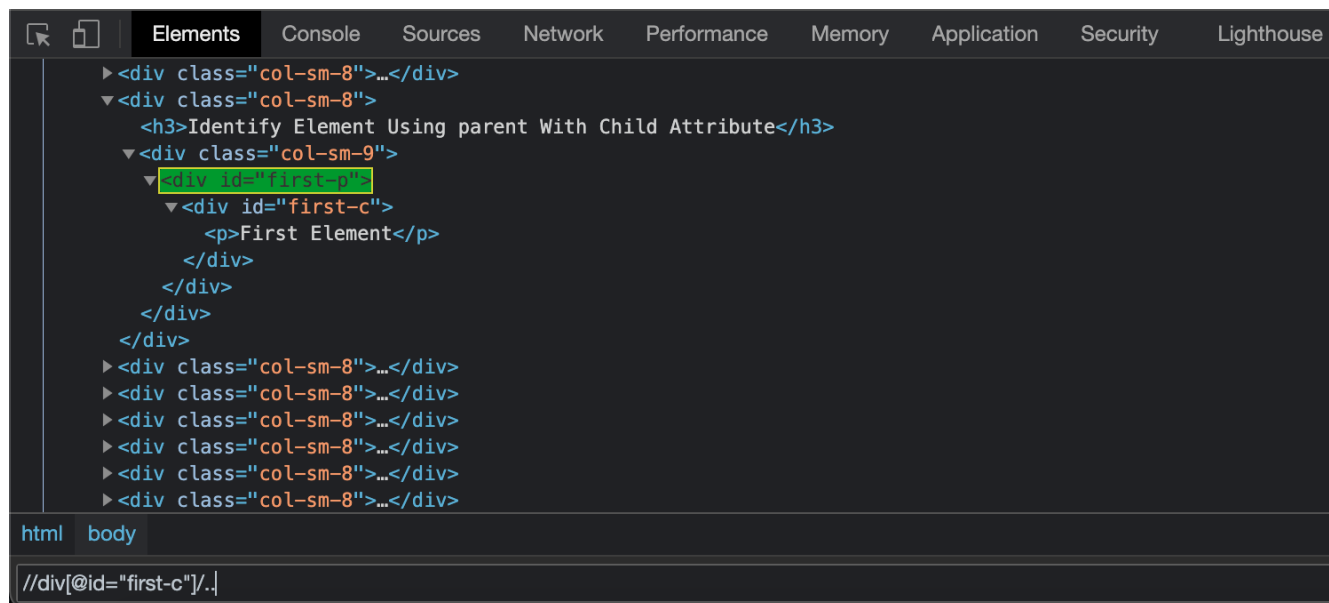 Elements Console Sources Network Performance Memory Application Security Lighthouse
<div class="col-sm-8">…</div>
<div class="col-sm-8">
<h3>Identify Element Using parent With Child Attribute</h3>
<div class="col-sm-9">
<div id="first-p">
<div id="first-c">
<p>First Element</p>
</div>
</div>
</div>
</div>
<div class="col-sm-8">…</div>
<div class="col-sm-8">…</div>
<div class="col-sm-8">…</div>
<div class="col-sm-8">…</div>
<div class="col-sm-8">…</div>
<div class="col-sm-8">…</div>
html body
//div[@id="first-c"]/..